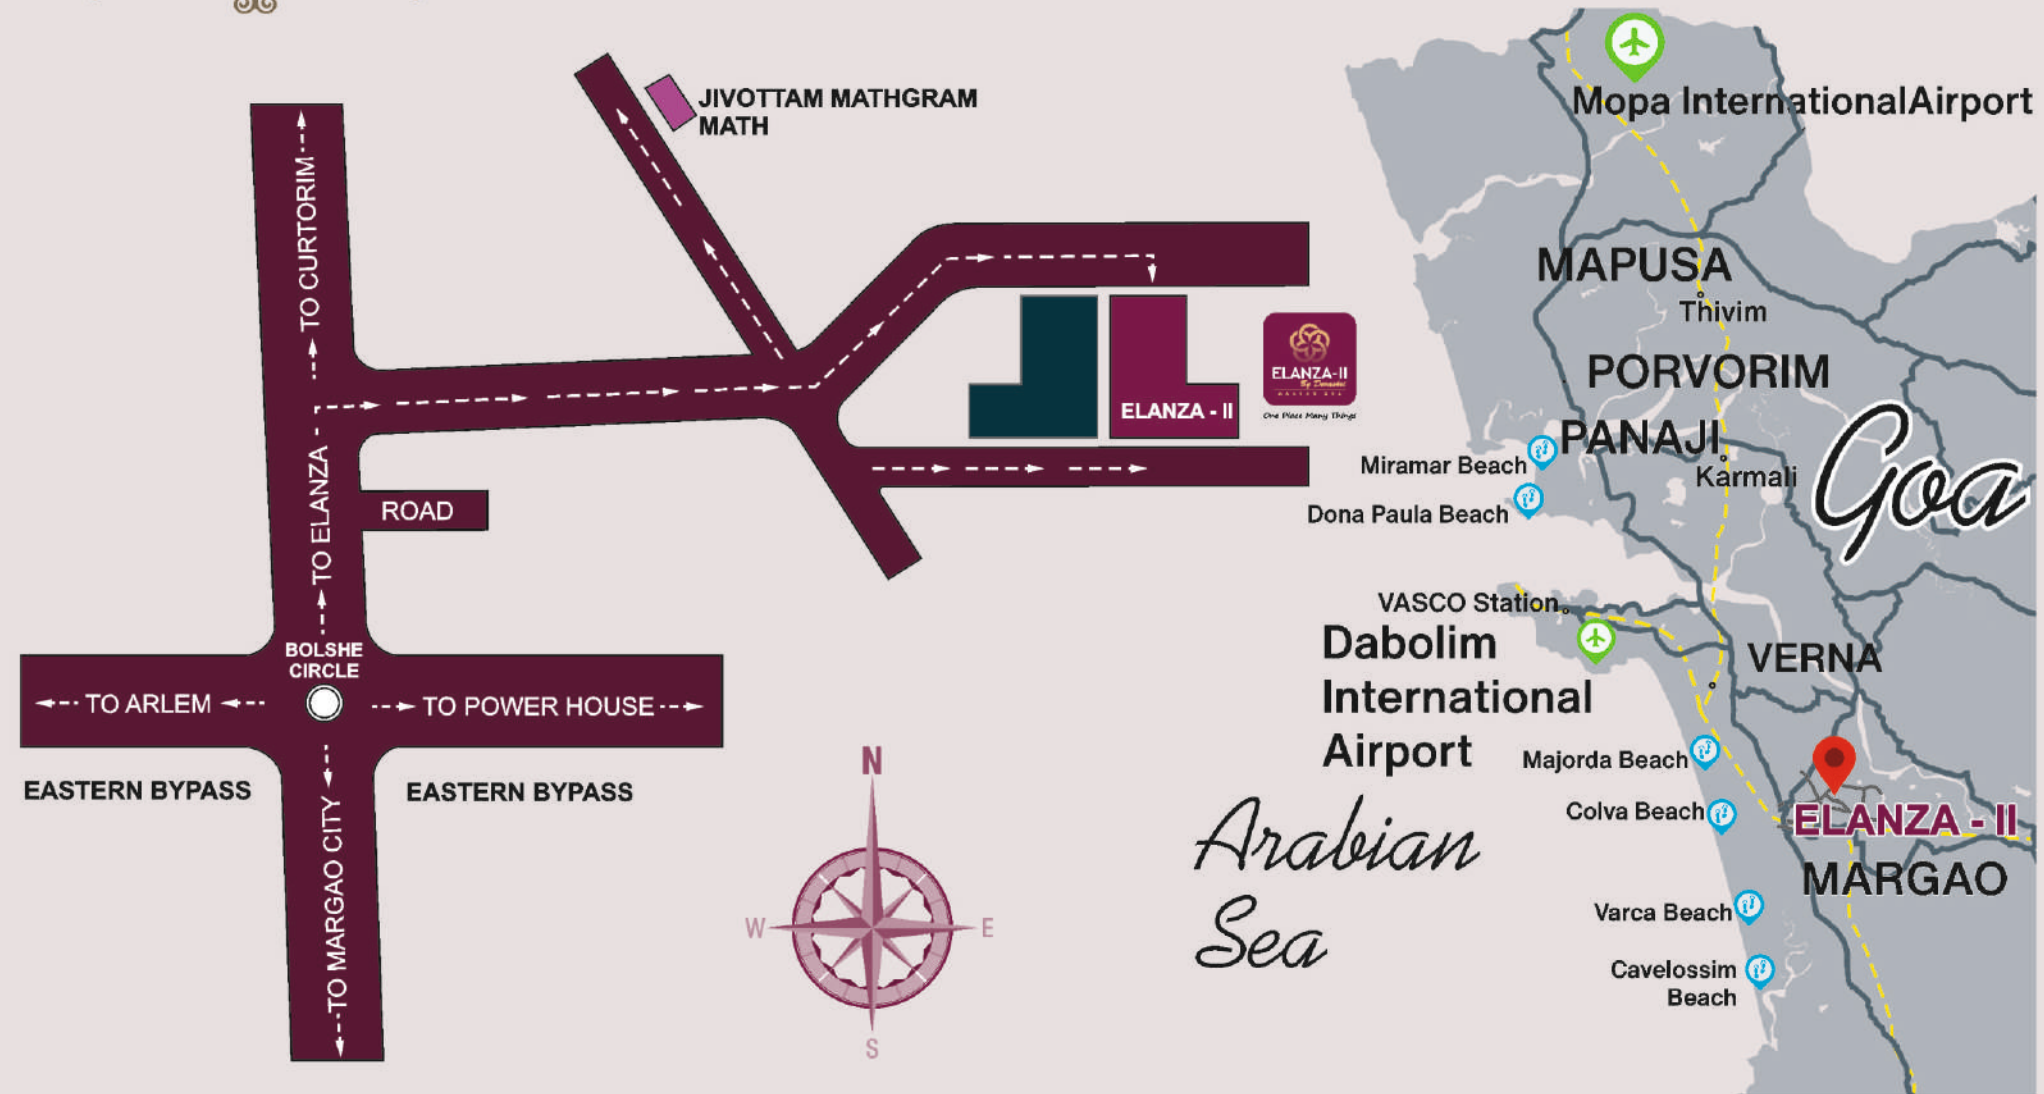 JIVOTTAM MATHGRAM
MATH
TO CURTORIM
TO ELANZA
ROAD
BOLSHE
CIRCLE
TO ARLEM
TO POWER HOUSE
EASTERN BYPASS
EASTERN BYPASS
TO MARGAO CITY
ELANZA - II
ELANZA-II
One Place Many Things
N
W
E
S
Mopa InternationalAirport
MAPUSA
Thivim
PORVORIM
PANAJI
Karmali
Goa
Miramar Beach
Dona Paula Beach
VASCO Station
Dabolim
International
Airport
VERNA
Majorda Beach
Colva Beach
ELANZA - II
MARGAO
Arabian
Sea
Varca Beach
Cavelossim
Beach